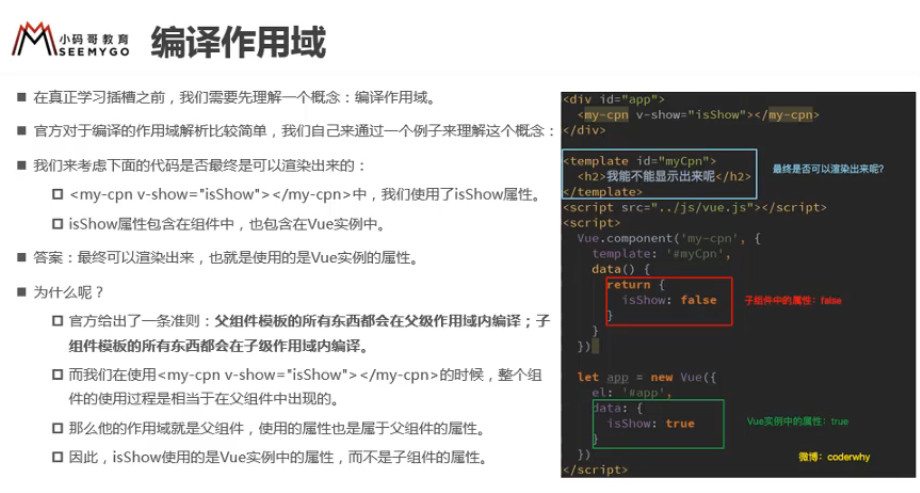 小码哥教育
SEEMYGO
编译作用域
■ 在真正学习插槽之前，我们需要先理解一个概念：编译作用域。
■ 官方对于编译的作用域解析比较简单，我们自己来通过一个例子来理解这个概念：
■ 我们来考虑下面的代码是否最终是可以渲染出来的：
□ <my-cpn v-show="isShow"></my-cpn>中，我们使用了isShow属性。
□ isShow属性包含在组件中，也包含在Vue实例中。
■ 答案：最终可以渲染出来，也就是使用的是Vue实例的属性。
■ 为什么呢？
□ 官方给出了一条准则：父组件模板的所有东西都会在父级作用域内编译；子
组件模板的所有东西都会在子级作用域内编译。
□ 而我们在使用<my-cpn v-show="isShow"></my-cpn>的时候，整个组
件的使用过程是相当于在父组件中出现的。
□ 那么他的作用域就是父组件，使用的属性也是属于父组件的属性。
□ 因此，isShow使用的是Vue实例中的属性，而不是子组件的属性。
<div id="app">
<my-cpn v-show="isShow"></my-cpn>
</div>
<template id="myCpn">
<h2>我能不能显示出来呢</h2>
最终是否可以渲染出来呢?
</template>
<script src="../js/vue.js"></script>
<script>
Vue.component('my-cpn', {
template: '#myCpn',
data() {
return {
isShow: false
子组件中的属性：false
}
}
})
let app = new Vue({
el: '#app',
data: {
isShow: true
Vue实例中的属性：true
}
})
微博：coderwhy
</script>